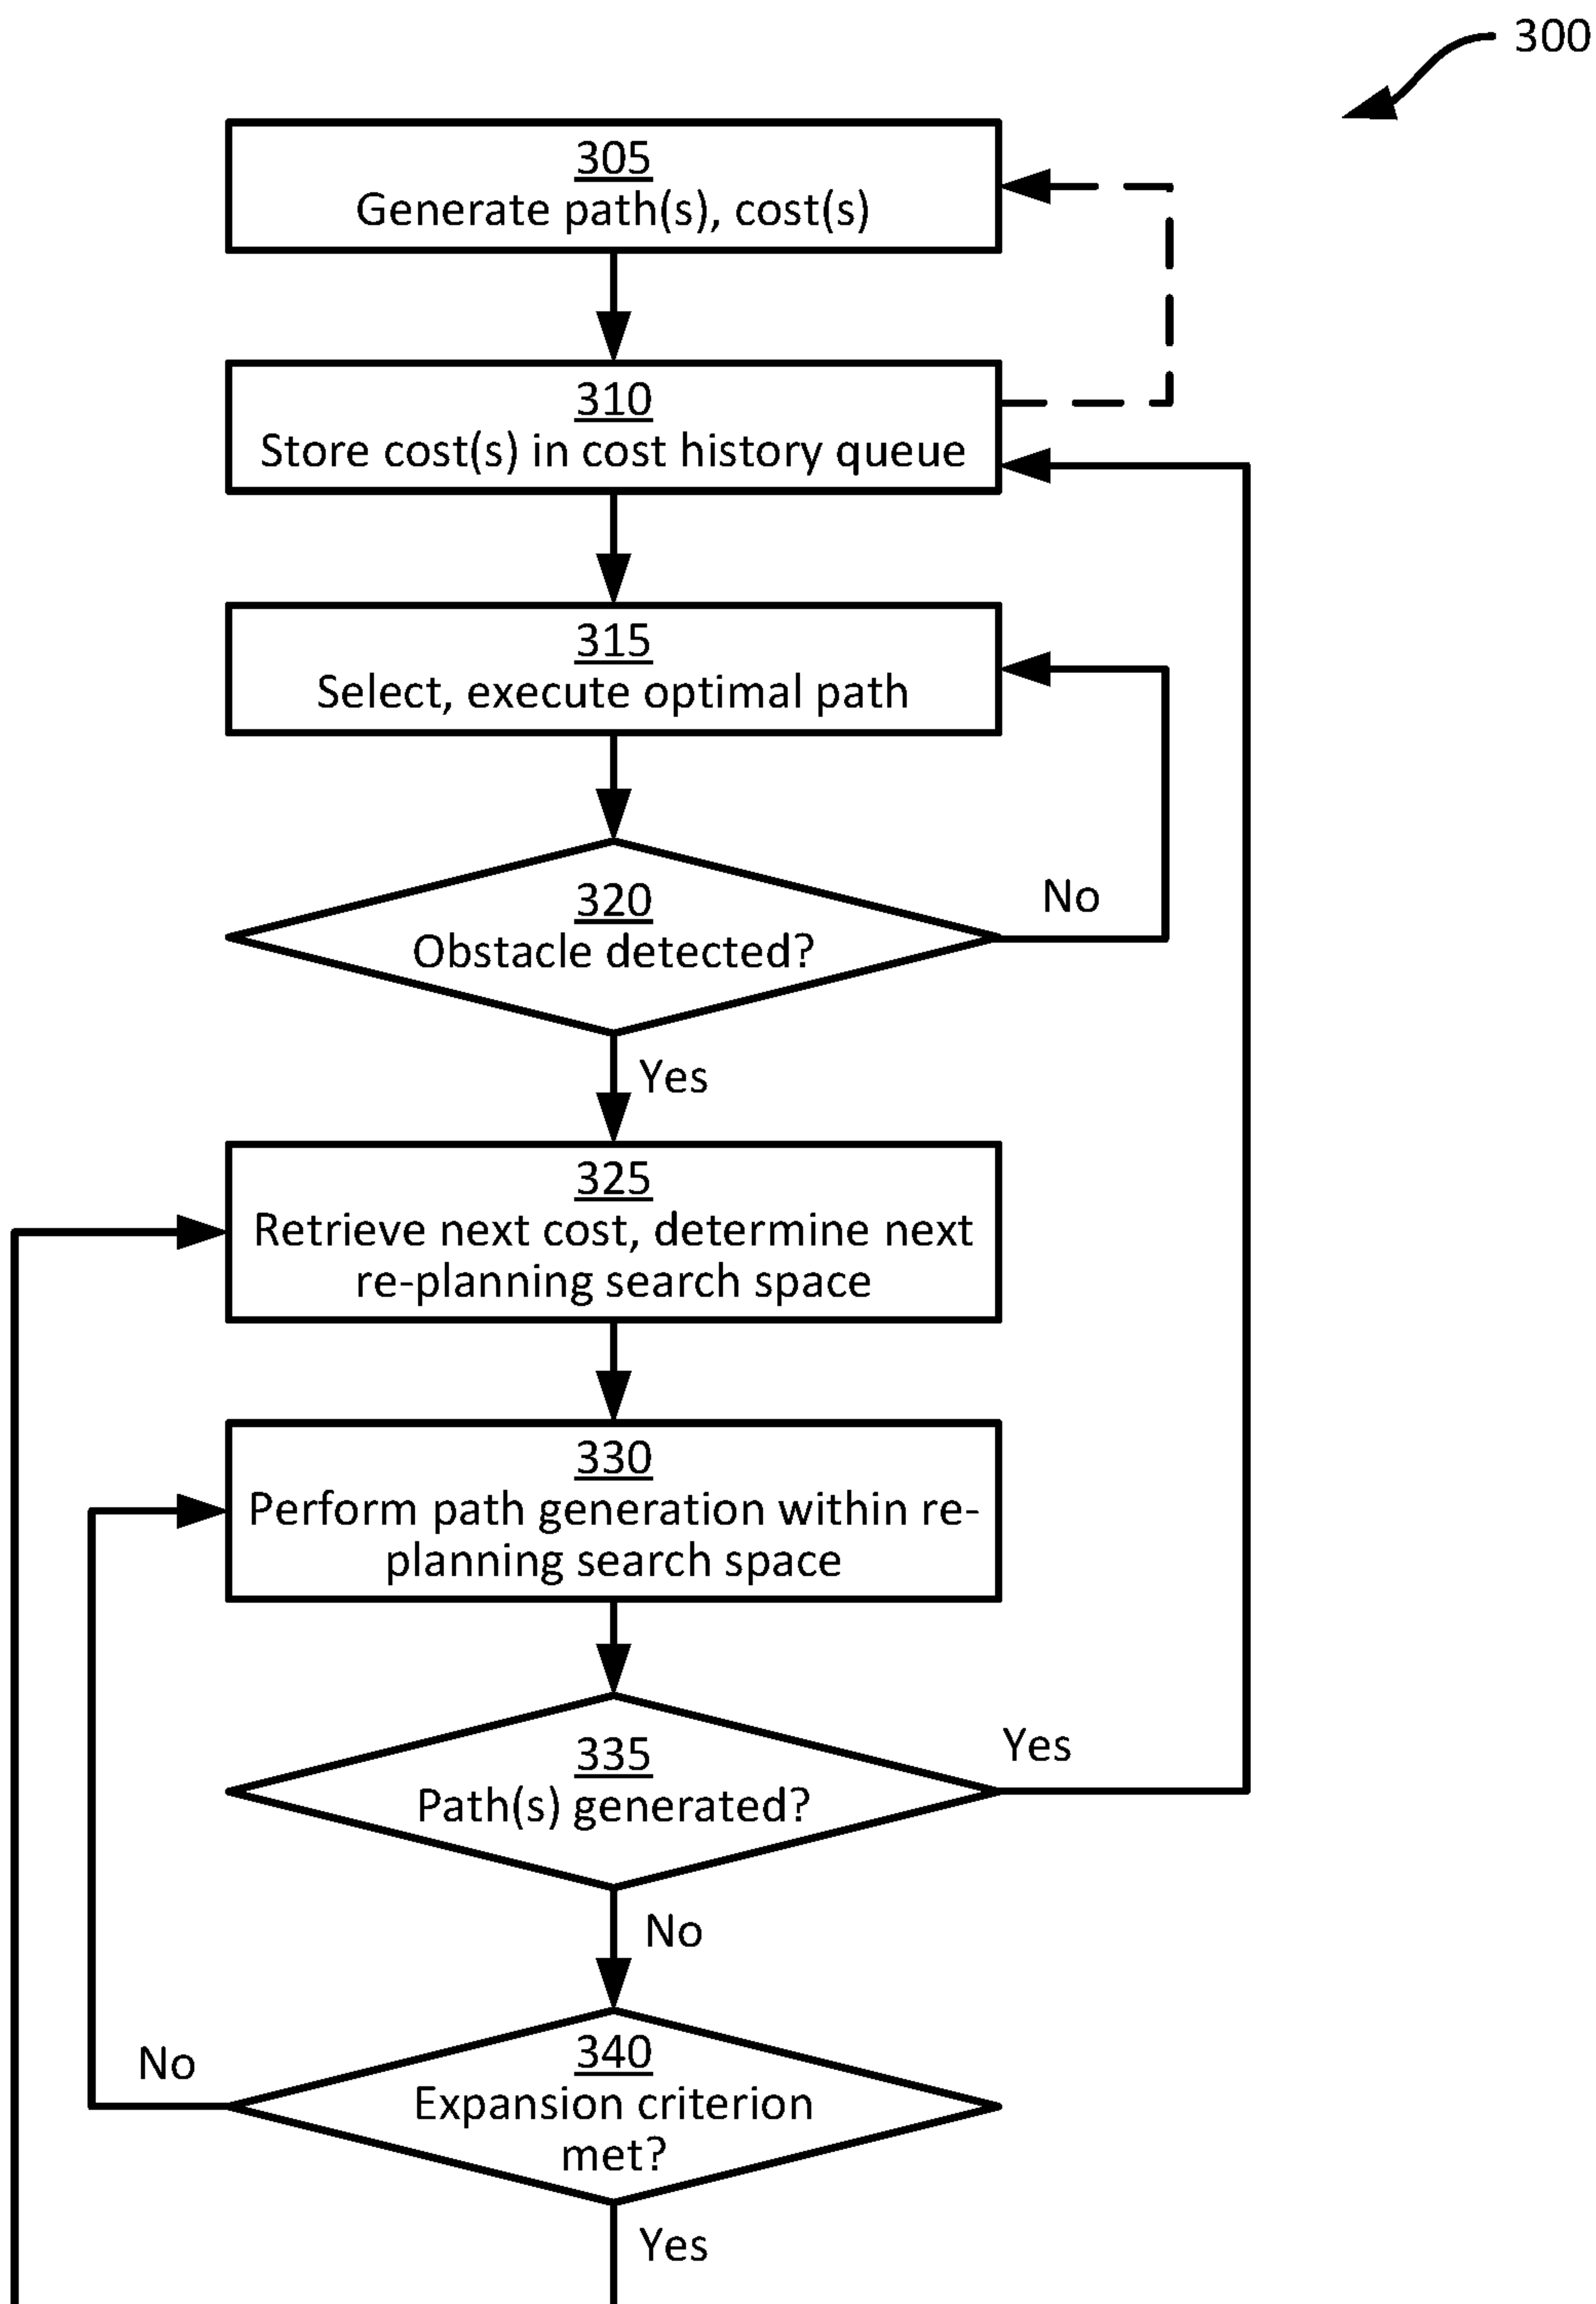 300
305
Generate path(s), cost(s)
310
Store cost(s) in cost history queue
315
Select, execute optimal path
320
Obstacle detected?
No
Yes
325
Retrieve next cost, determine next
re-planning search space
330
Perform path generation within re-
planning search space
335
Path(s) generated?
Yes
No
340
Expansion criterion
met?
No
Yes